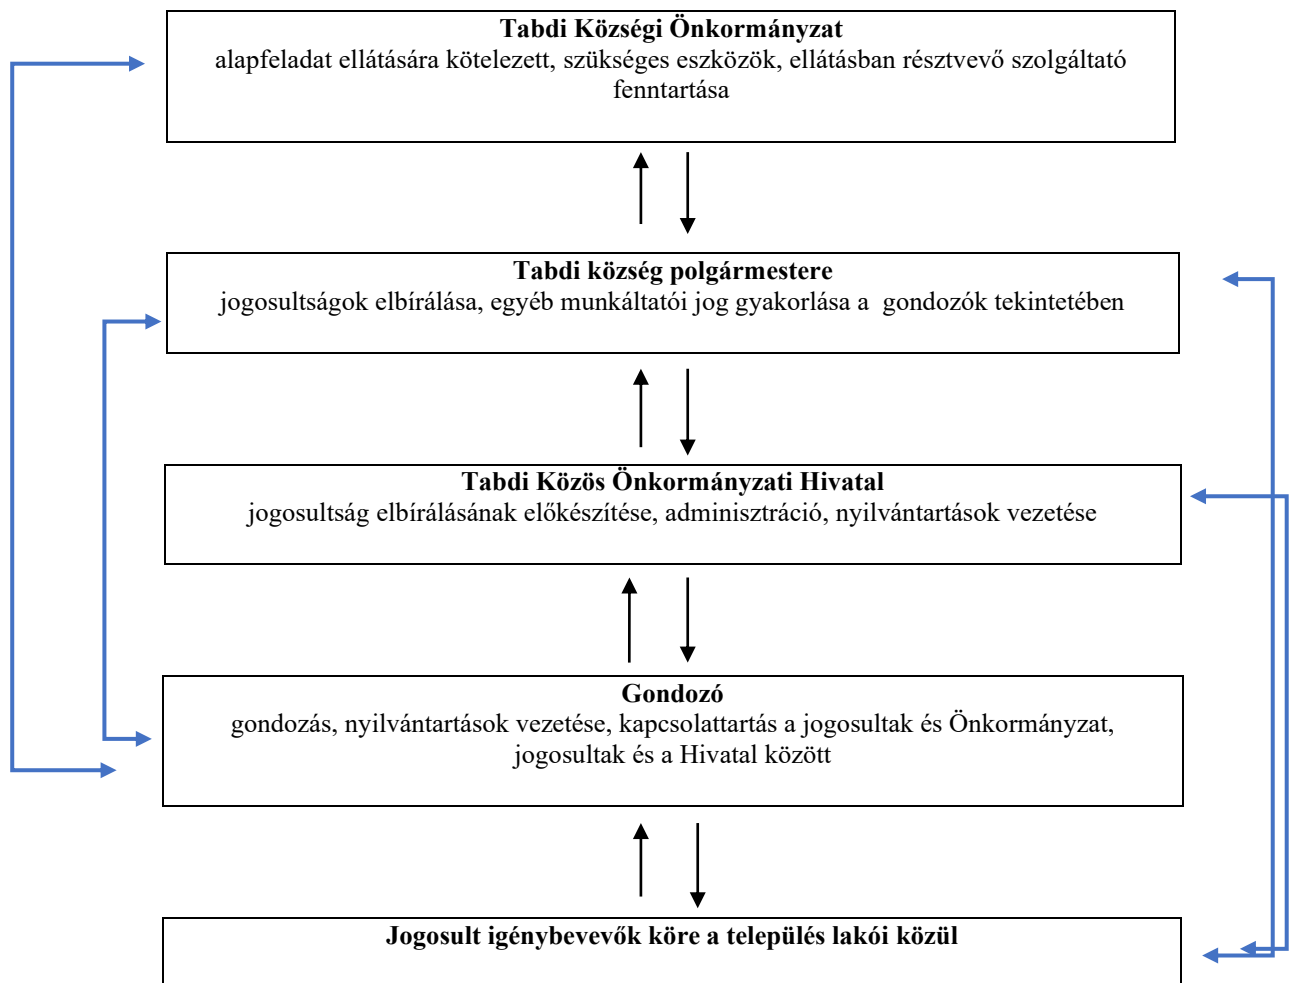 Tabdi Községi Önkormányzat
alapfeladat ellátására kötelezett, szükséges eszközök, ellátásban résztvevő szolgáltató
fenntartása
Tabdi község polgármestere
jogosultságok elbírálása, egyéb munkáltatói jog gyakorlása a gondozók tekintetében
Tabdi Közös Önkormányzati Hivatal
jogosultság elbírálásának előkészítése, adminisztráció, nyilvántartások vezetése
Gondozó
gondozás, nyilvántartások vezetése, kapcsolattartás a jogosultak és Önkormányzat,
jogosultak és a Hivatal között
Jogosult igénybevevők köre a település lakói közül